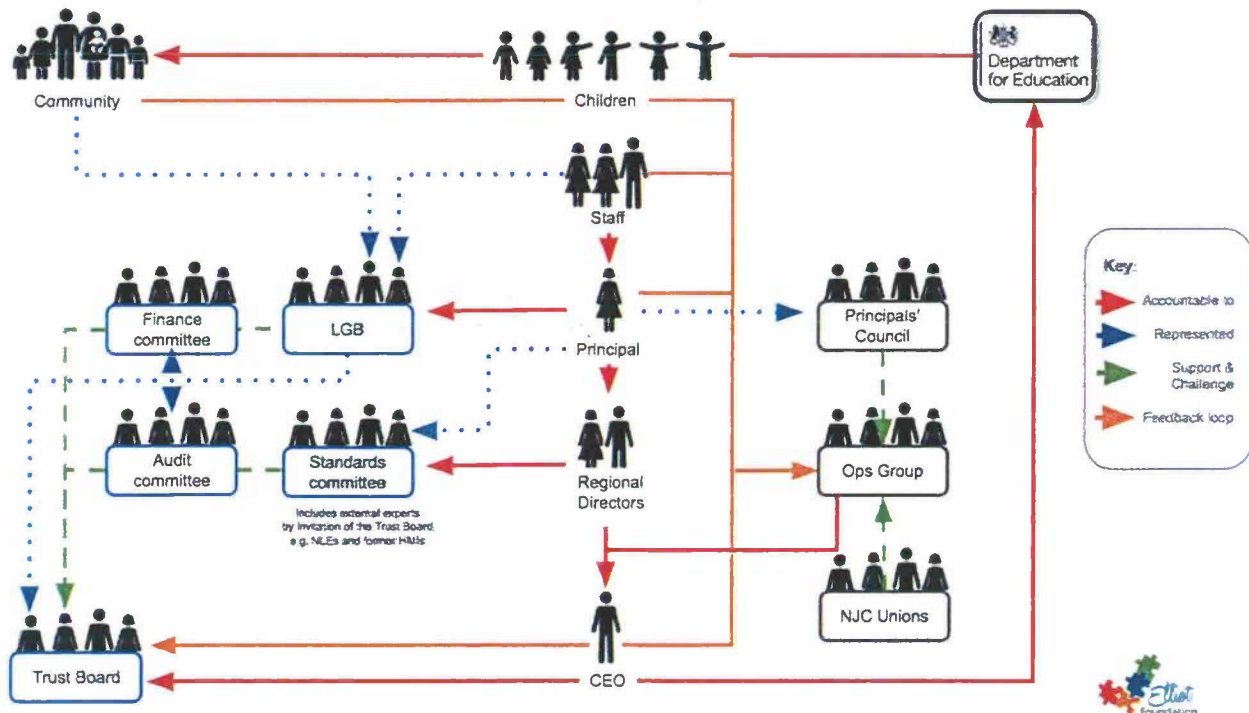 Community
Children
Department
for Education
Staff
Finance
committee
LGB
Principal
Principals'
Council
Key:
Accountable to
Represented
Support &
Challenge
Feedback loop
Audit
committee
Standards
committee
Includes external experts
by invitation of the Trust Board
e.g. NLEs and former HMIs
Regional
Directors
Ops Group
NJC Unions
Trust Board
CEO
Elliot
Foundation